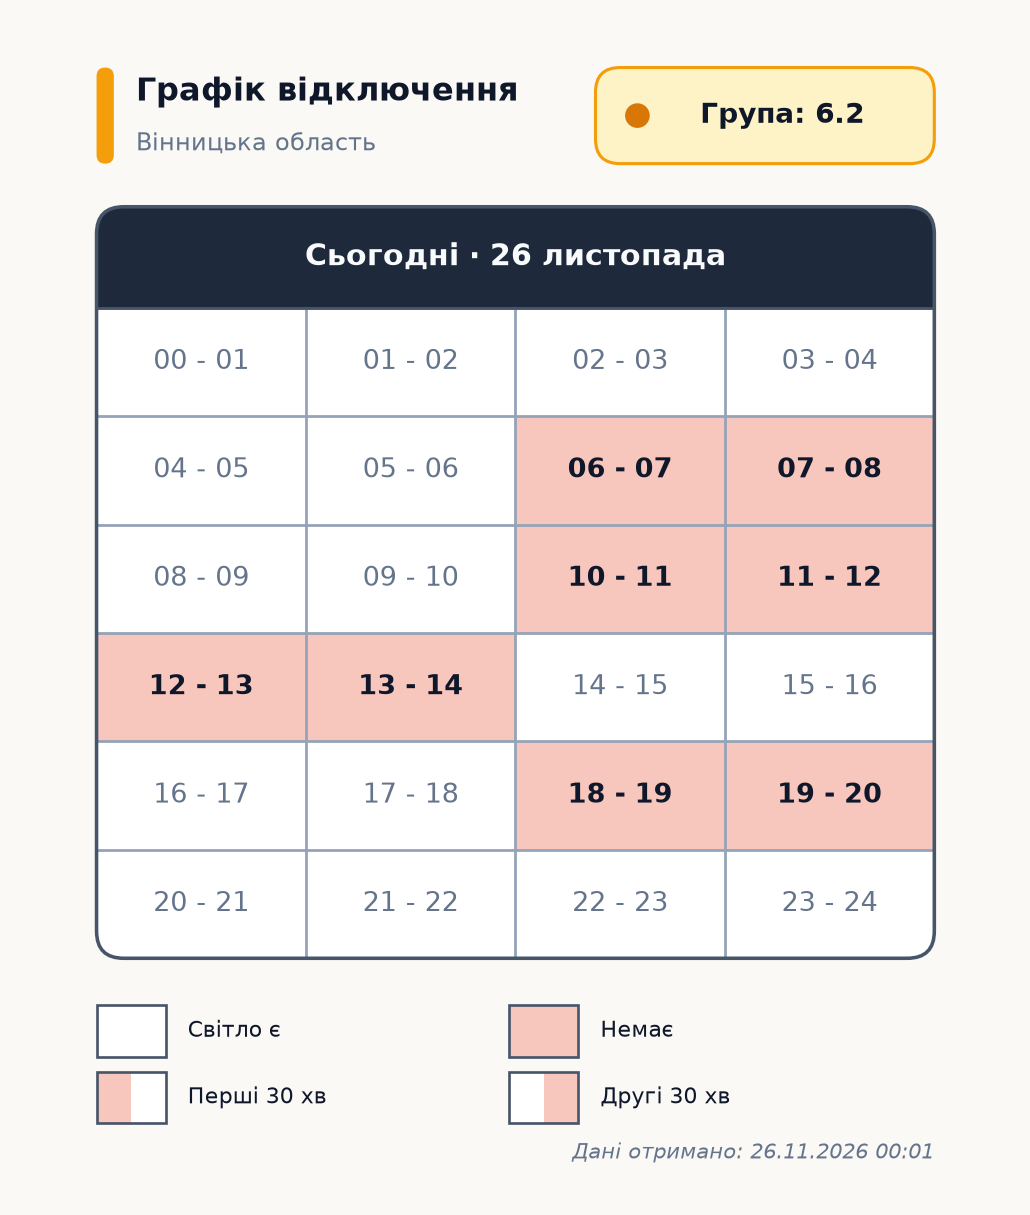 Графік відключення
Вінницька область
Група: 6.2
Сьогодні · 26 листопада
00 - 01 01 - 02 02 - 03 03 - 04
04 - 05 05 - 06 06 - 07 07 - 08
08 - 09 09 - 10 10 - 11 11 - 12
12 - 13 13 - 14 14 - 15 15 - 16
16 - 17 17 - 18 18 - 19 19 - 20
20 - 21 21 - 22 22 - 23 23 - 24
Світло є Немає
Перші 30 хв Другі 30 хв
Дані отримано: 26.11.2026 00:01